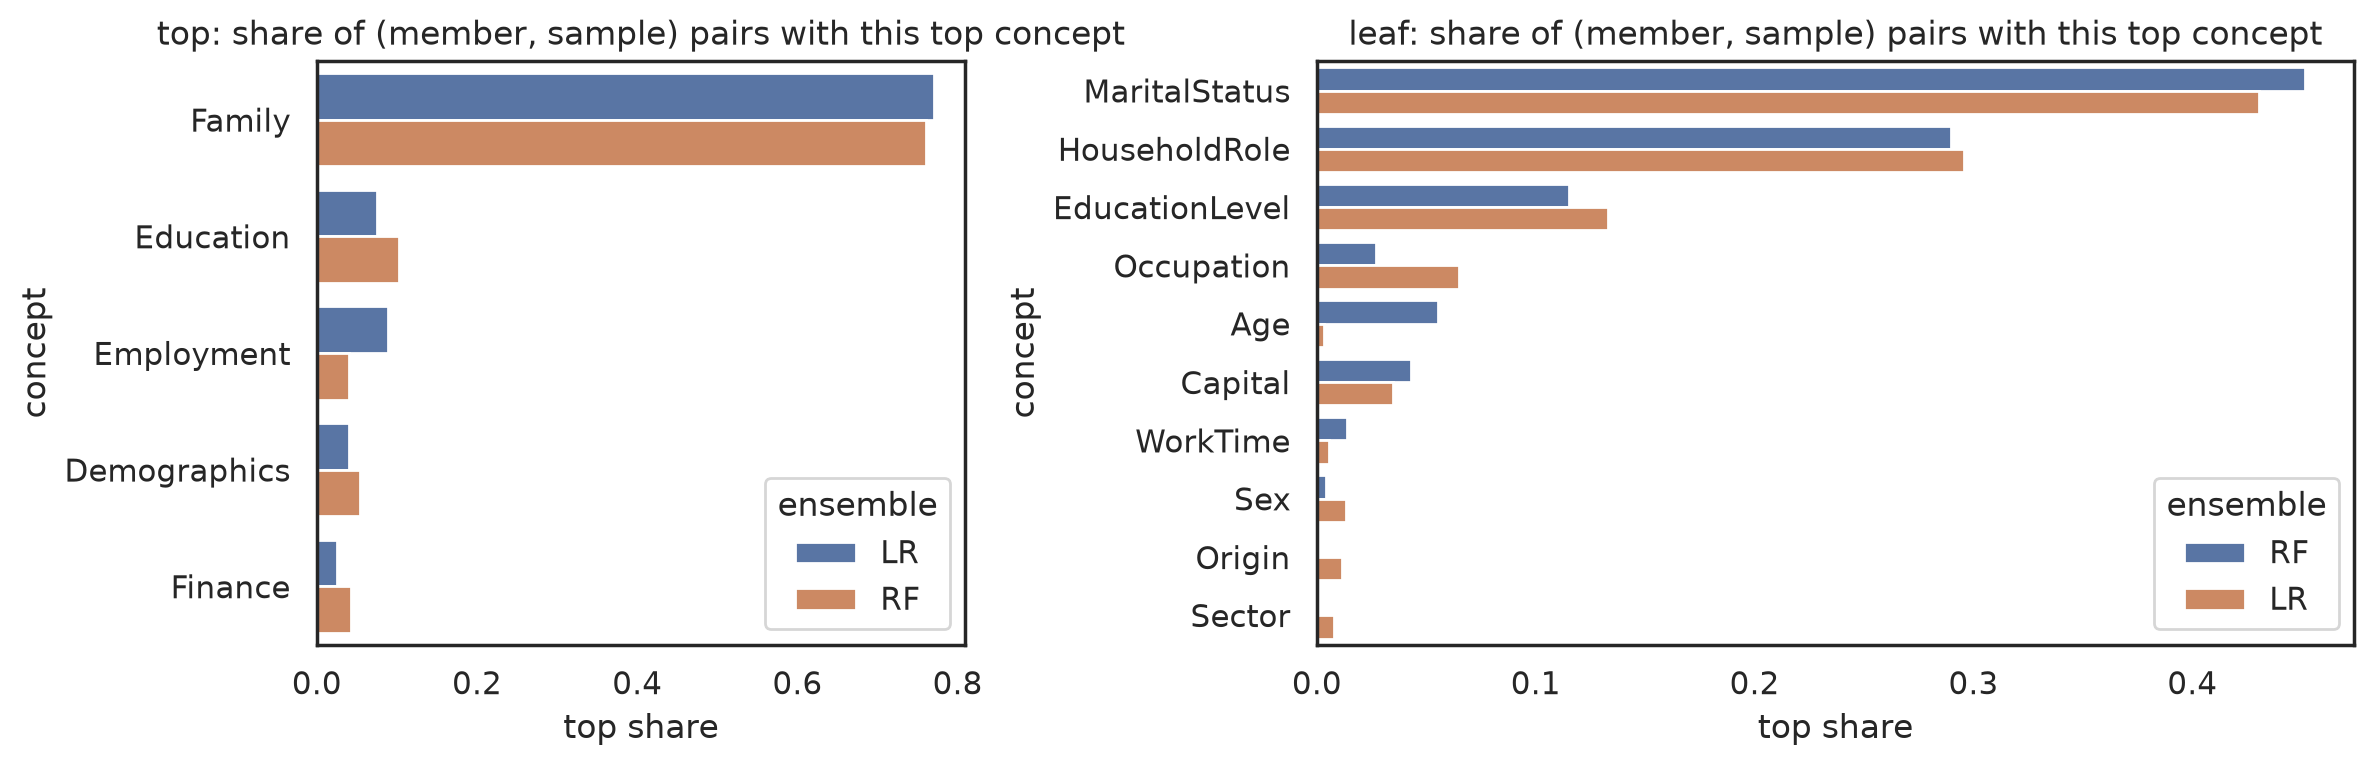 top: share of (member, sample) pairs with this top concept
concept
Family
Education
Employment
Demographics
Finance
ensemble
LR
RF
0.0 0.2 0.4 0.6 0.8
top share
leaf: share of (member, sample) pairs with this top concept
concept
MaritalStatus
HouseholdRole
EducationLevel
Occupation
Age
Capital
WorkTime
Sex
Origin
Sector
ensemble
RF
LR
0.0 0.1 0.2 0.3 0.4
top share